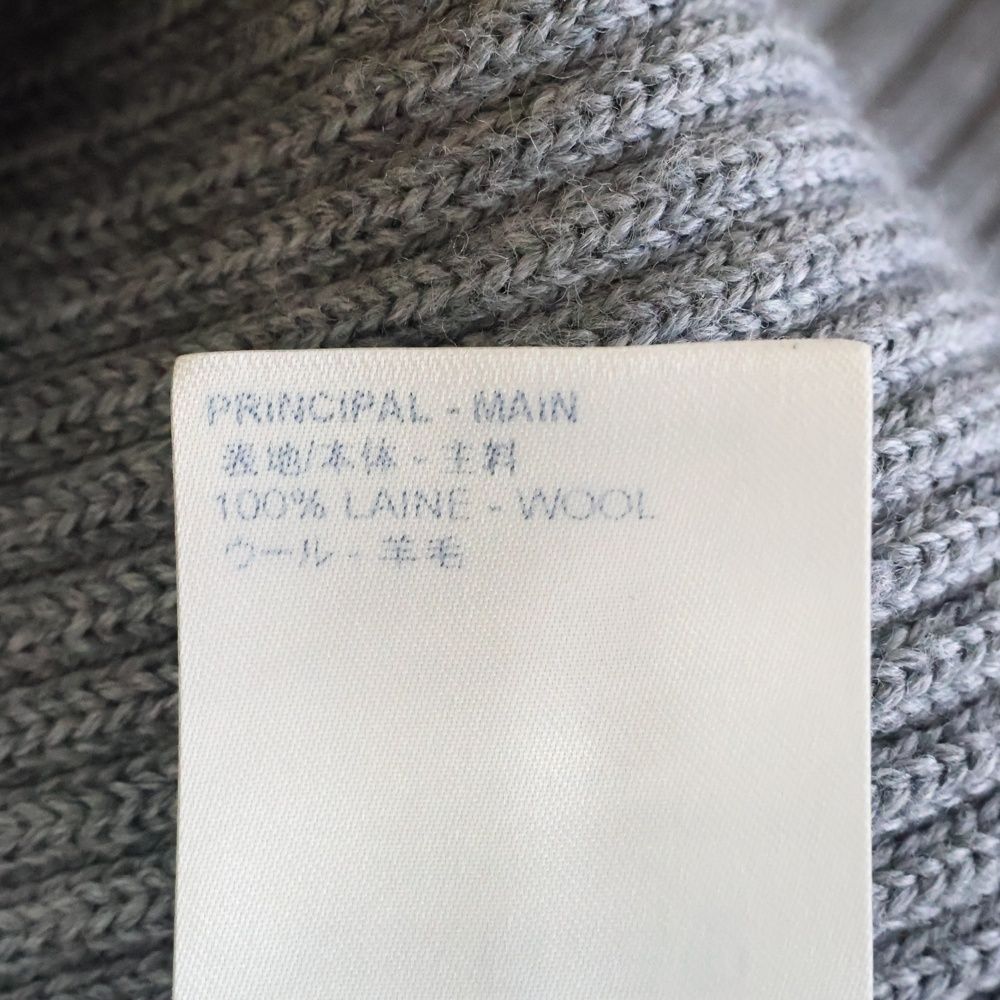 PRINCIPAL - MAIN
表地/本体 - 主料
100% LAINE - WOOL
ウール - 羊毛